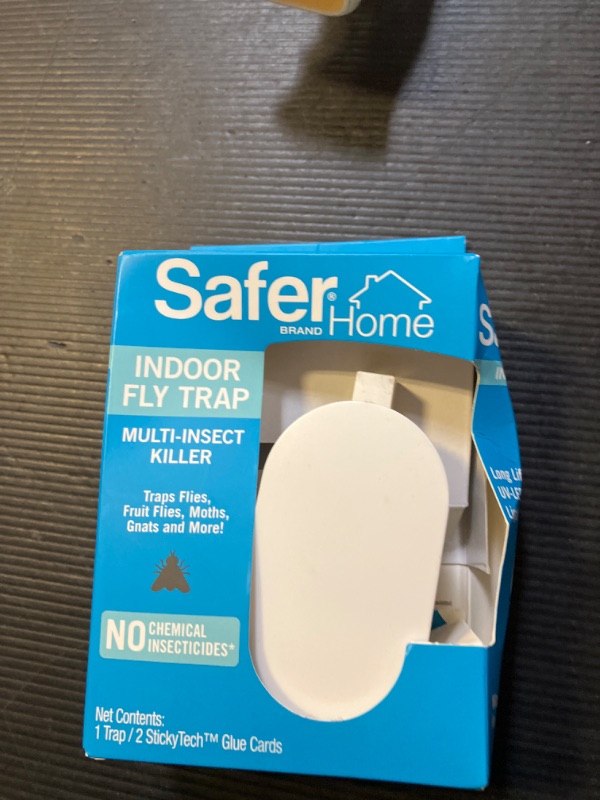 Safer®
BRAND Home
INDOOR
FLY TRAP
MULTI-INSECT
KILLER
Traps Flies,
Fruit Flies, Moths,
Gnats and More!
NO CHEMICAL
INSECTICIDES*
Net Contents:
1 Trap / 2 StickyTech™ Glue Cards
Long